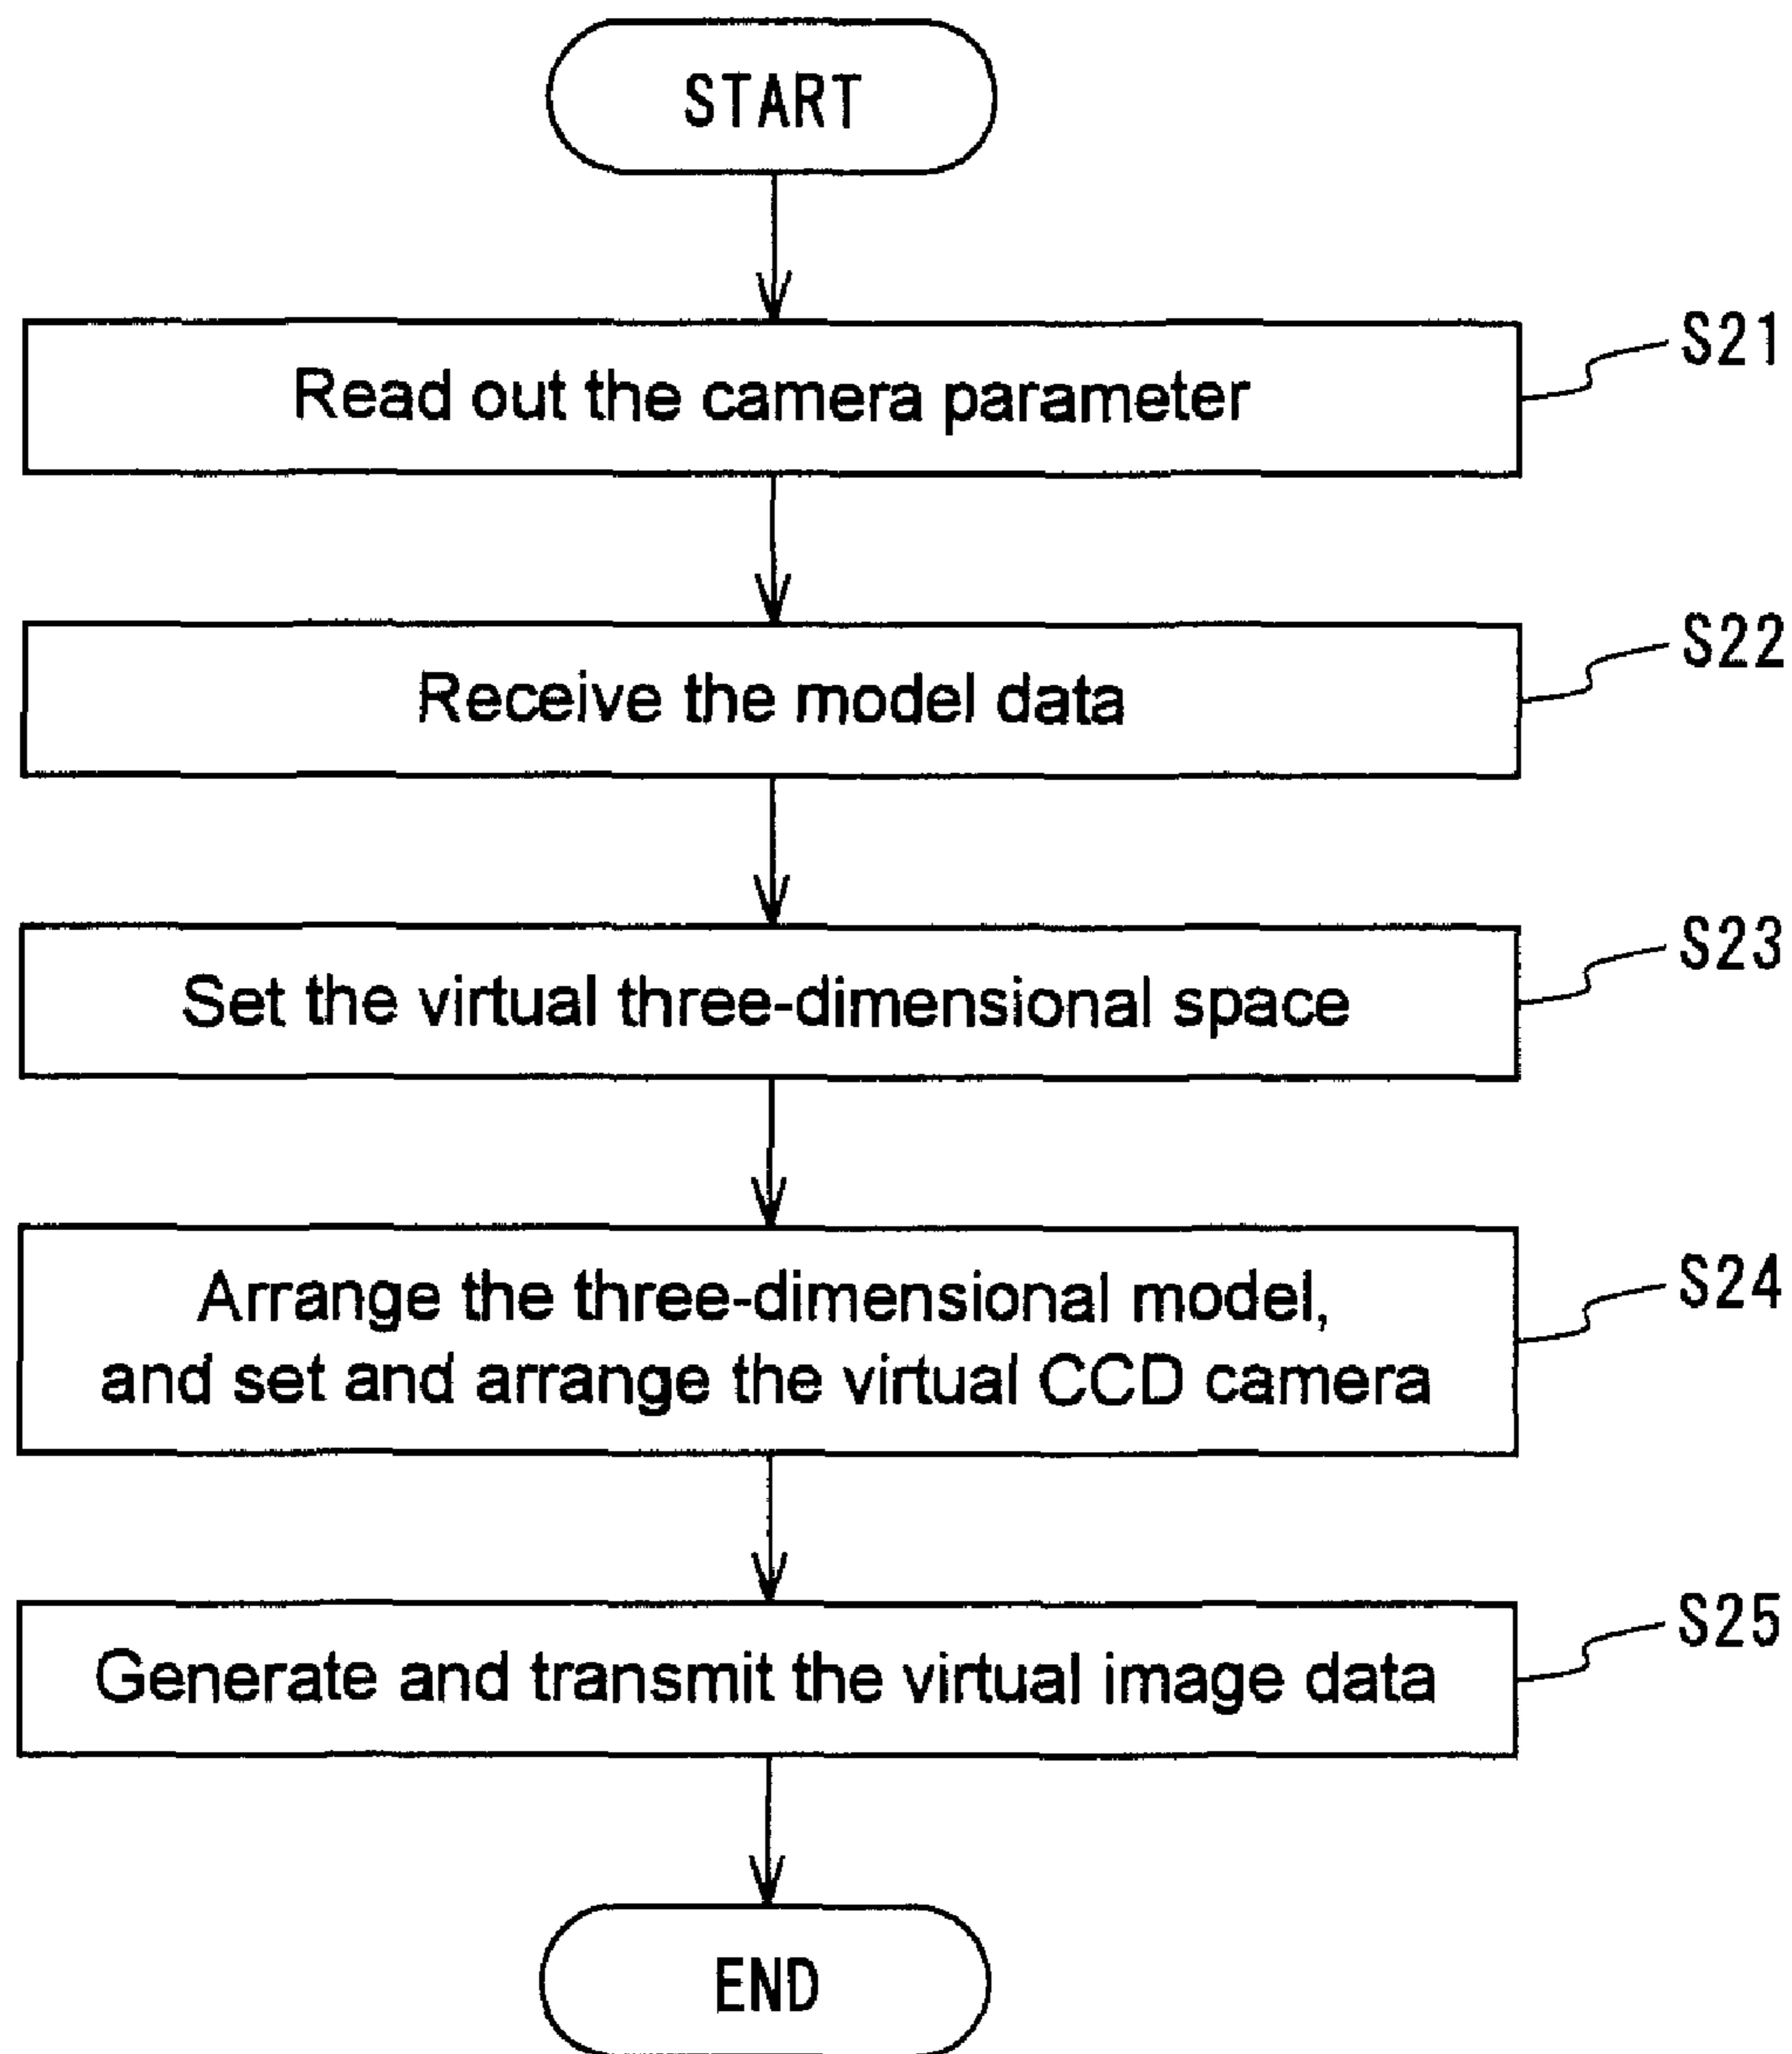 START
Read out the camera parameter
S21
Receive the model data
S22
Set the virtual three-dimensional space
S23
Arrange the three-dimensional model,
and set and arrange the virtual CCD camera
S24
Generate and transmit the virtual image data
S25
END